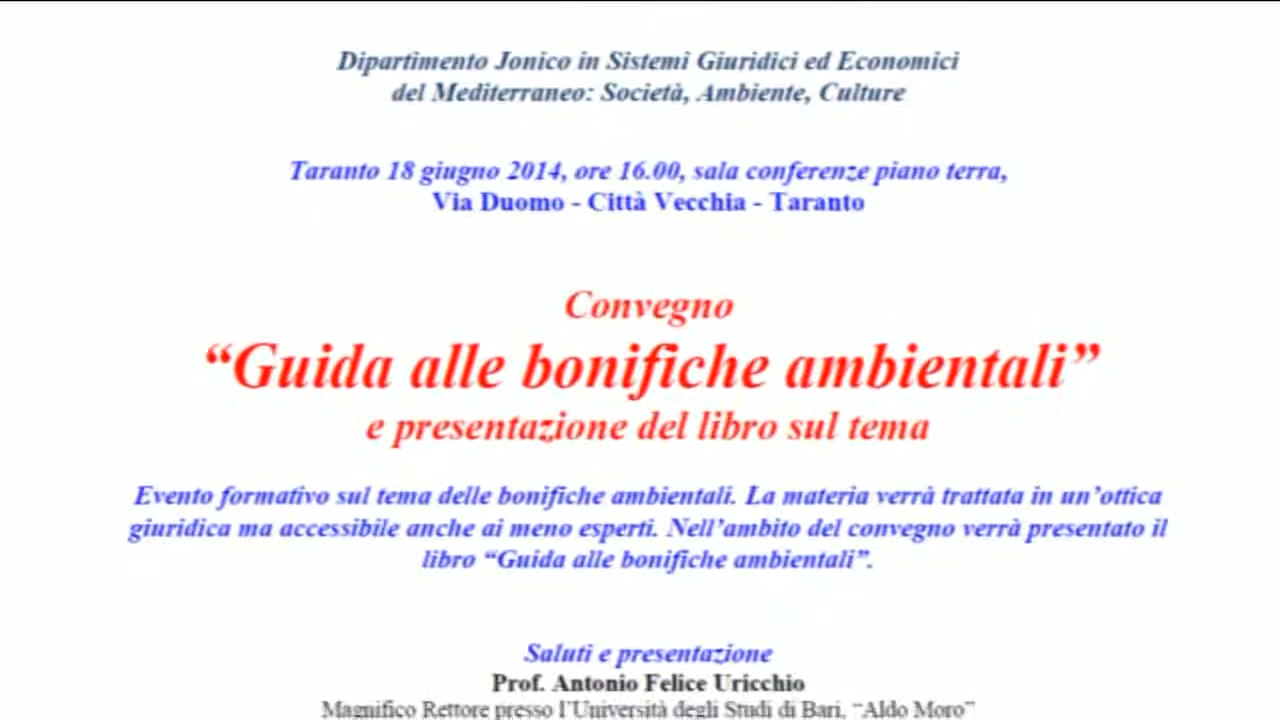 Dipartimento Jonico in Sistemi Giuridici ed Economici
del Mediterraneo: Società, Ambiente, Culture
Taranto 18 giugno 2014, ore 16.00, sala conferenze piano terra,
Via Duomo - Città Vecchia - Taranto
Convegno
“Guida alle bonifiche ambientali”
e presentazione del libro sul tema
Evento formativo sul tema delle bonifiche ambientali. La materia verrà trattata in un’ottica
giuridica ma accessibile anche ai meno esperti. Nell’ambito del convegno verrà presentato il
libro “Guida alle bonifiche ambientali”.
Saluti e presentazione
Prof. Antonio Felice Uricchio
Magnifico Rettore presso l’Università degli Studi di Bari, “Aldo Moro”